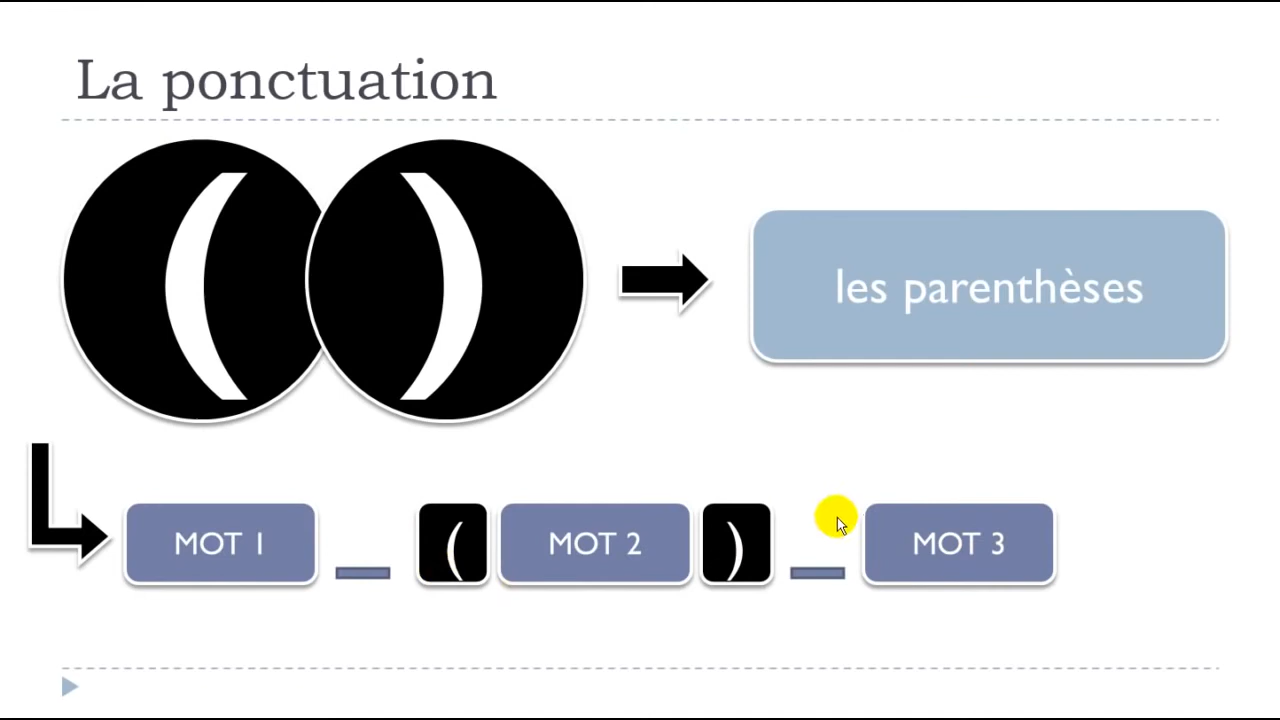 La ponctuation
( )
les parenthèses
MOT 1 _ ( MOT 2 ) _ MOT 3